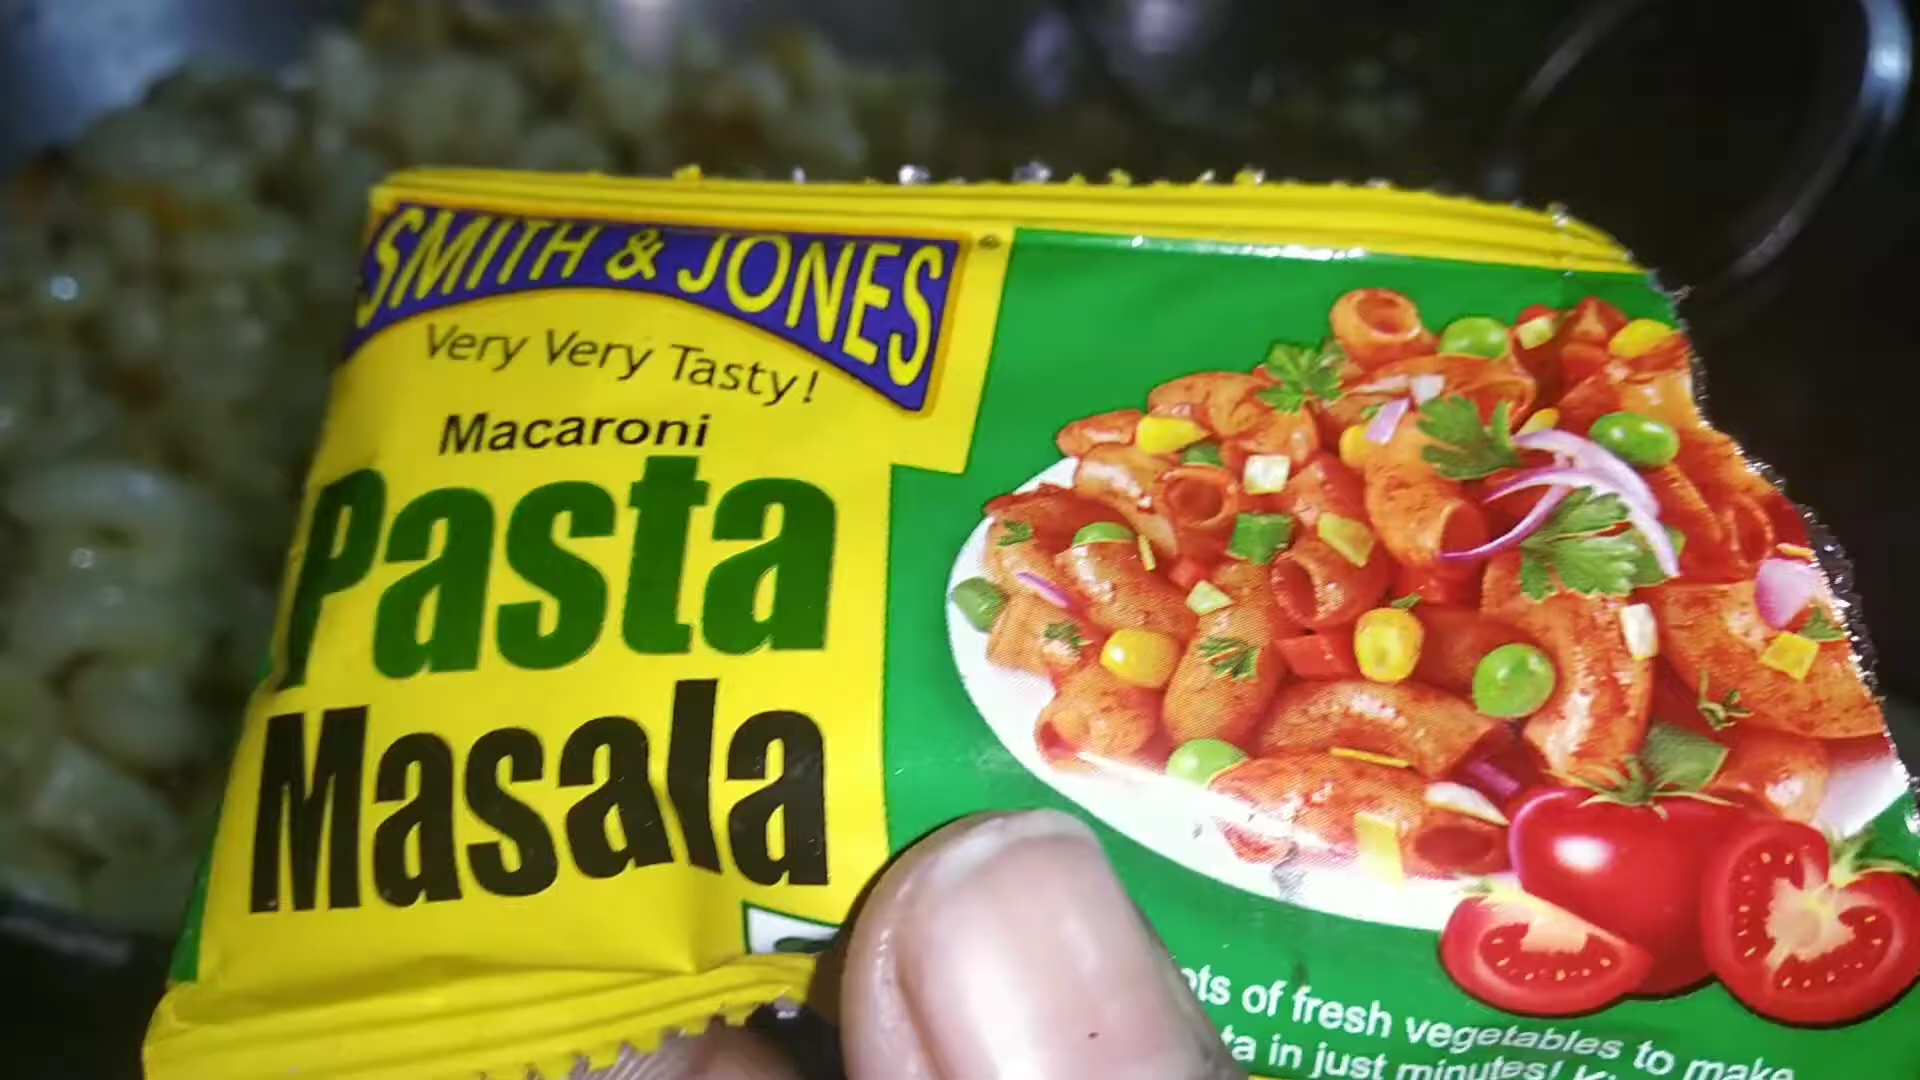 SMITH & JONES
Very Very Tasty!
Macaroni
Pasta
Masala
of fresh vegetables to make
in just minutes!